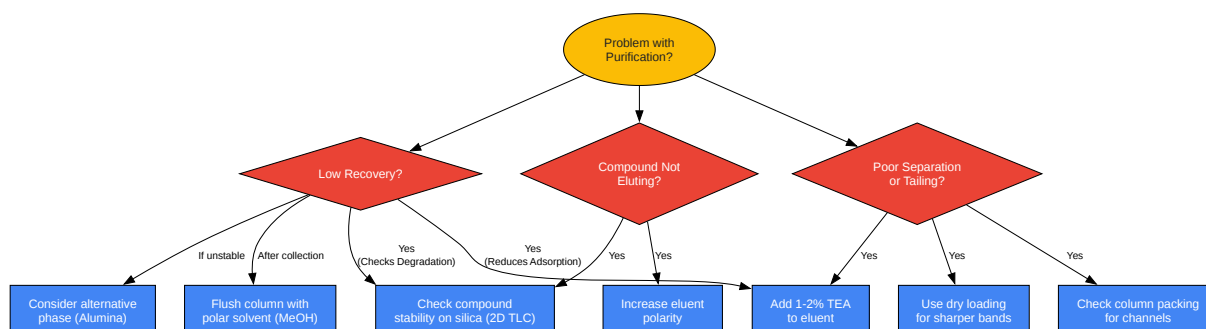 Problem with
Purification?
Low Recovery?
Compound Not
Eluting?
Poor Separation
or Tailing?
If unstable
After collection
Yes
(Checks Degradation)
Yes
(Reduces Adsorption)
Yes
Yes
Yes
Yes
Yes
Consider alternative
phase (Alumina)
Flush column with
polar solvent (MeOH)
Check compound
stability on silica (2D TLC)
Increase eluent
polarity
Add 1-2% TEA
to eluent
Use dry loading
for sharper bands
Check column packing
for channels